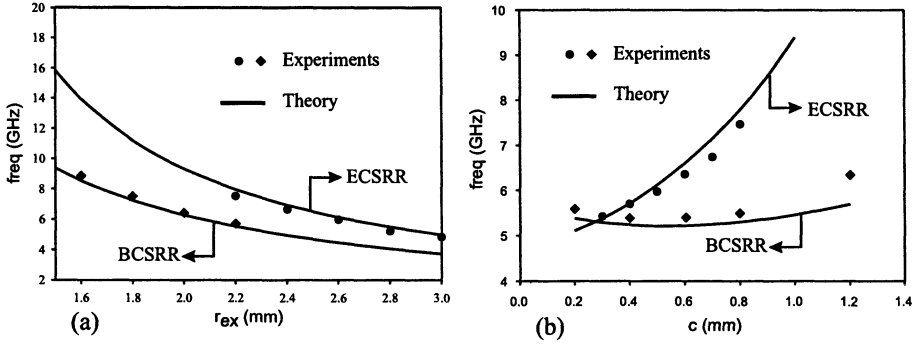 20
18
16
14
12
10
8
6
4
2
freq (GHz)
Experiments
Theory
ECSRR
BCSRR
1.6 1.8 2.0 2.2 2.4 2.6 2.8 3.0
(a)
rex (mm)
10
9
8
7
6
5
4
freq (GHz)
Experiments
Theory
ECSRR
BCSRR
0.0 0.2 0.4 0.6 0.8 1.0 1.2 1.4
(b)
c (mm)